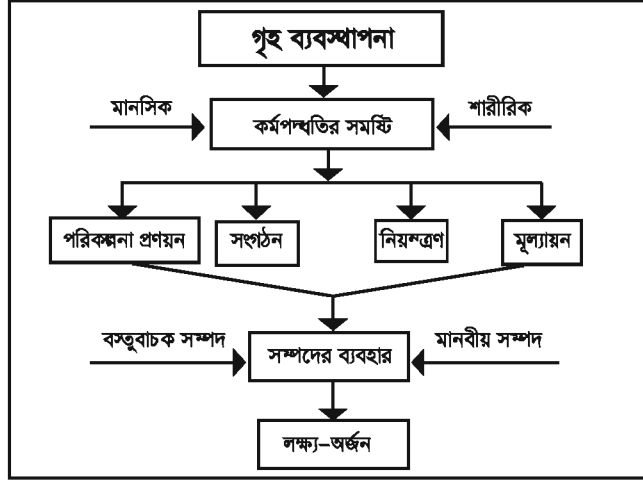 গৃহ ব্যবস্থাপনা
মানসিক
শারীরিক
কর্মপদ্ধতির সমষ্টি
পরিকল্পনা প্রণয়ন
সংগঠন
নিয়ন্ত্রণ
মূল্যায়ন
বস্তুবাচক সম্পদ
মানবীয় সম্পদ
সম্পদের ব্যবহার
লক্ষ্য-অর্জন